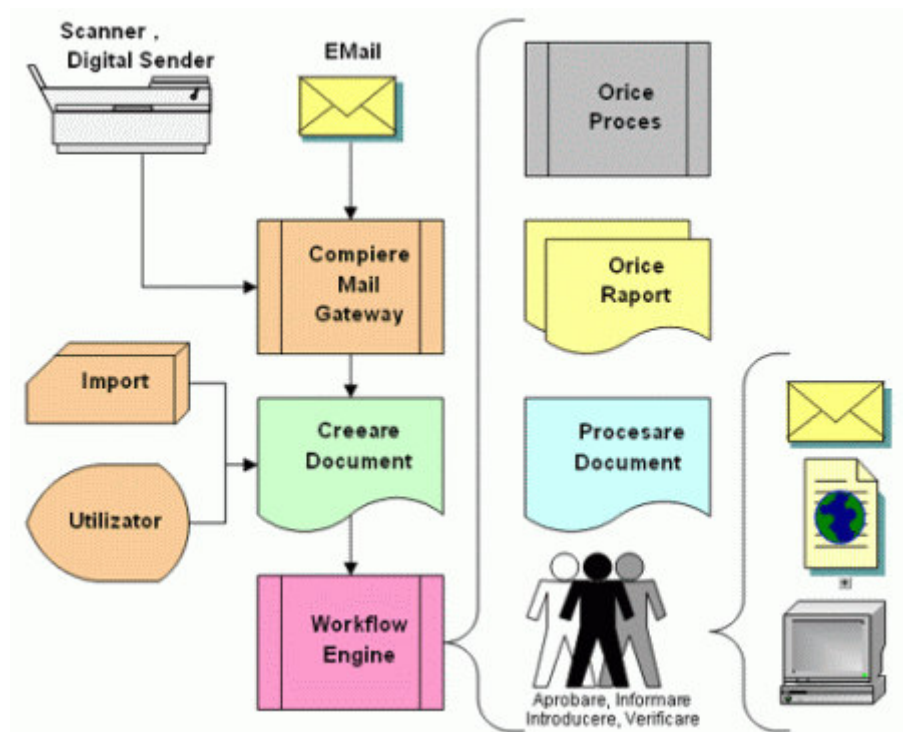 Scanner ,
Digital Sender
EMail
Orice
Proces
Compiere
Mail
Gateway
Orice
Raport
Import
Creeare
Document
Procesare
Document
Utilizator
Workflow
Engine
Aprobare, Informare
Introducere, Verificare